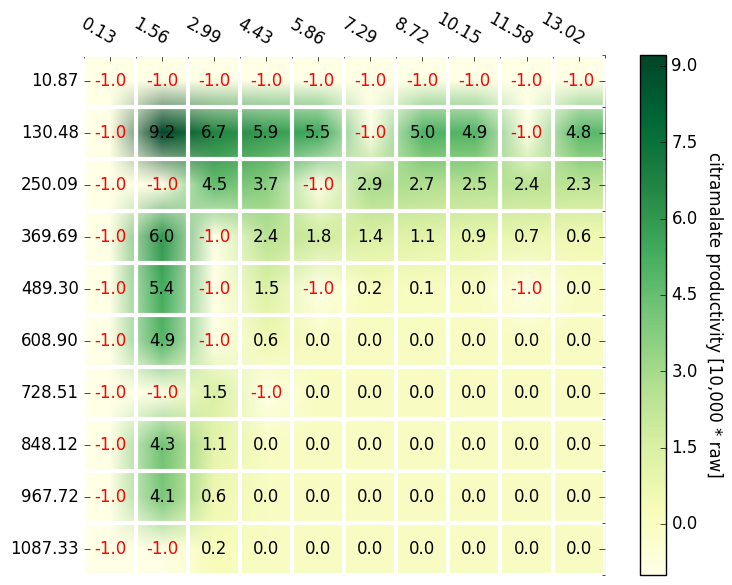 0.13 1.56 2.99 4.43 5.86 7.29 8.72 10.15 11.58 13.02
10.87 -1.0 -1.0 -1.0 -1.0 -1.0 -1.0 -1.0 -1.0 -1.0 -1.0
130.48 -1.0 9.2 6.7 5.9 5.5 -1.0 5.0 4.9 -1.0 4.8
250.09 -1.0 -1.0 4.5 3.7 -1.0 2.9 2.7 2.5 2.4 2.3
369.69 -1.0 6.0 -1.0 2.4 1.8 1.4 1.1 0.9 0.7 0.6
489.30 -1.0 5.4 -1.0 1.5 -1.0 0.2 0.1 0.0 -1.0 0.0
608.90 -1.0 4.9 -1.0 0.6 0.0 0.0 0.0 0.0 0.0 0.0
728.51 -1.0 -1.0 1.5 -1.0 0.0 0.0 0.0 0.0 0.0 0.0
848.12 -1.0 4.3 1.1 0.0 0.0 0.0 0.0 0.0 0.0 0.0
967.72 -1.0 4.1 0.6 0.0 0.0 0.0 0.0 0.0 0.0 0.0
1087.33 -1.0 -1.0 0.2 0.0 0.0 0.0 0.0 0.0 0.0 0.0
9.0
7.5
6.0
4.5
3.0
1.5
0.0
citramalate productivity [10,000 * raw]